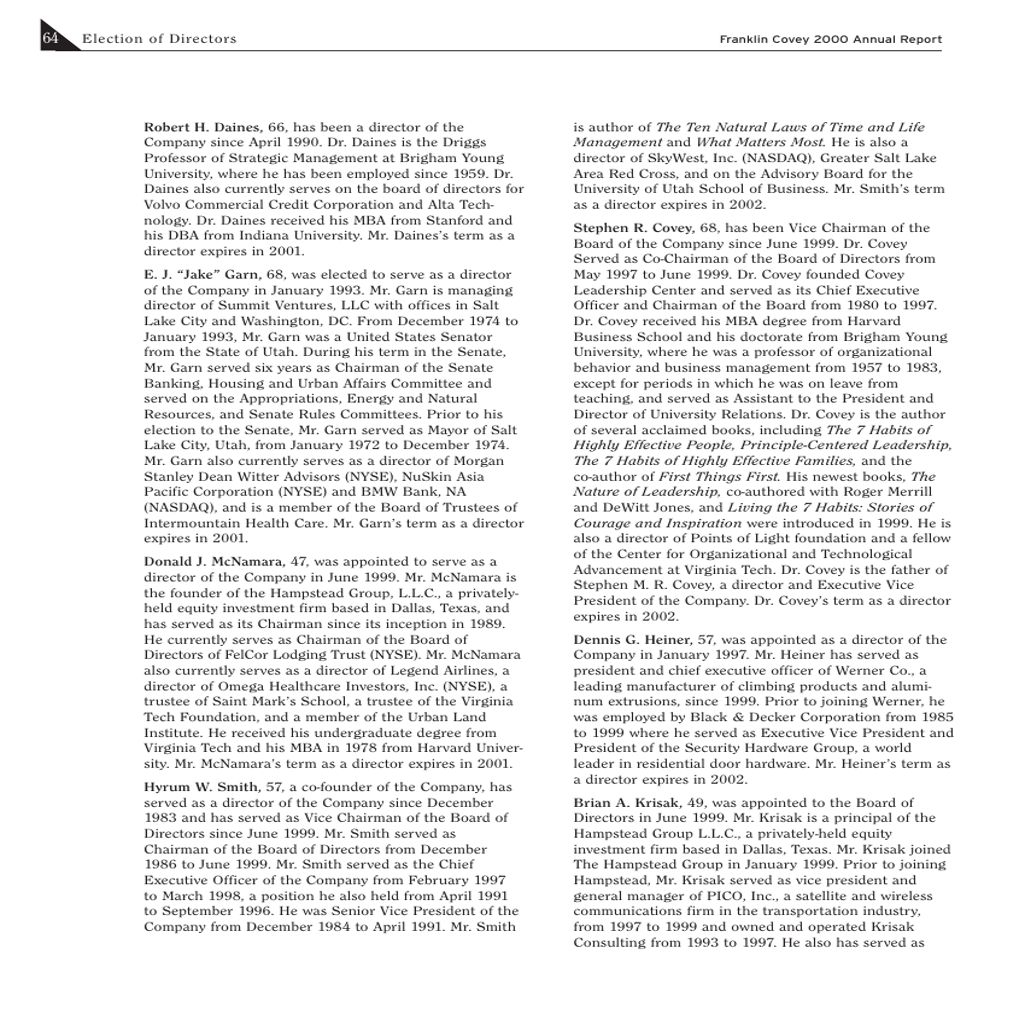 64 Election of Directors
Franklin Covey 2000 Annual Report
Robert H. Daines, 66, has been a director of the
Company since April 1990. Dr. Daines is the Driggs
Professor of Strategic Management at Brigham Young
University, where he has been employed since 1959. Dr.
Daines also currently serves on the board of directors for
Volvo Commercial Credit Corporation and Alta Tech-
nology. Dr. Daines received his MBA from Stanford and
his DBA from Indiana University. Mr. Daines's term as a
director expires in 2001.
E. J. “Jake” Garn, 68, was elected to serve as a director
of the Company in January 1993. Mr. Garn is managing
director of Summit Ventures, LLC with offices in Salt
Lake City and Washington, DC. From December 1974 to
January 1993, Mr. Garn was a United States Senator
from the State of Utah. During his term in the Senate,
Mr. Garn served six years as Chairman of the Senate
Banking, Housing and Urban Affairs Committee and
served on the Appropriations, Energy and Natural
Resources, and Senate Rules Committees. Prior to his
election to the Senate, Mr. Garn served as Mayor of Salt
Lake City, Utah, from January 1972 to December 1974.
Mr. Garn also currently serves as a director of Morgan
Stanley Dean Witter Advisors (NYSE), NuSkin Asia
Pacific Corporation (NYSE) and BMW Bank, NA
(NASDAQ), and is a member of the Board of Trustees of
Intermountain Health Care. Mr. Garn's term as a director
expires in 2001.
Donald J. McNamara, 47, was appointed to serve as a
director of the Company in June 1999. Mr. McNamara is
the founder of the Hampstead Group, L.L.C., a privately-
held equity investment firm based in Dallas, Texas, and
has served as its Chairman since its inception in 1989.
He currently serves as Chairman of the Board of
Directors of FelCor Lodging Trust (NYSE). Mr. McNamara
also currently serves as a director of Legend Airlines, a
director of Omega Healthcare Investors, Inc. (NYSE), a
trustee of Saint Mark's School, a trustee of the Virginia
Tech Foundation, and a member of the Urban Land
Institute. He received his undergraduate degree from
Virginia Tech and his MBA in 1978 from Harvard Univer-
sity. Mr. McNamara's term as a director expires in 2001.
Hyrum W. Smith, 57, a co-founder of the Company, has
served as a director of the Company since December
1983 and has served as Vice Chairman of the Board of
Directors since June 1999. Mr. Smith served as
Chairman of the Board of Directors from December
1986 to June 1999. Mr. Smith served as the Chief
Executive Officer of the Company from February 1997
to March 1998, a position he also held from April 1991
to September 1996. He was Senior Vice President of the
Company from December 1984 to April 1991. Mr. Smith
is author of The Ten Natural Laws of Time and Life
Management and What Matters Most. He is also a
director of SkyWest, Inc. (NASDAQ), Greater Salt Lake
Area Red Cross, and on the Advisory Board for the
University of Utah School of Business. Mr. Smith's term
as a director expires in 2002.
Stephen R. Covey, 68, has been Vice Chairman of the
Board of the Company since June 1999. Dr. Covey
Served as Co-Chairman of the Board of Directors from
May 1997 to June 1999. Dr. Covey founded Covey
Leadership Center and served as its Chief Executive
Officer and Chairman of the Board from 1980 to 1997.
Dr. Covey received his MBA degree from Harvard
Business School and his doctorate from Brigham Young
University, where he was a professor of organizational
behavior and business management from 1957 to 1983,
except for periods in which he was on leave from
teaching, and served as Assistant to the President and
Director of University Relations. Dr. Covey is the author
of several acclaimed books, including The 7 Habits of
Highly Effective People, Principle-Centered Leadership,
The 7 Habits of Highly Effective Families, and the
co-author of First Things First. His newest books, The
Nature of Leadership, co-authored with Roger Merrill
and DeWitt Jones, and Living the 7 Habits: Stories of
Courage and Inspiration were introduced in 1999. He is
also a director of Points of Light foundation and a fellow
of the Center for Organizational and Technological
Advancement at Virginia Tech. Dr. Covey is the father of
Stephen M. R. Covey, a director and Executive Vice
President of the Company. Dr. Covey's term as a director
expires in 2002.
Dennis G. Heiner, 57, was appointed as a director of the
Company in January 1997. Mr. Heiner has served as
president and chief executive officer of Werner Co., a
leading manufacturer of climbing products and alumi-
num extrusions, since 1999. Prior to joining Werner, he
was employed by Black & Decker Corporation from 1985
to 1999 where he served as Executive Vice President and
President of the Security Hardware Group, a world
leader in residential door hardware. Mr. Heiner's term as
a director expires in 2002.
Brian A. Krisak, 49, was appointed to the Board of
Directors in June 1999. Mr. Krisak is a principal of the
Hampstead Group L.L.C., a privately-held equity
investment firm based in Dallas, Texas. Mr. Krisak joined
The Hampstead Group in January 1999. Prior to joining
Hampstead, Mr. Krisak served as vice president and
general manager of PICO, Inc., a satellite and wireless
communications firm in the transportation industry,
from 1997 to 1999 and owned and operated Krisak
Consulting from 1993 to 1997. He also has served as